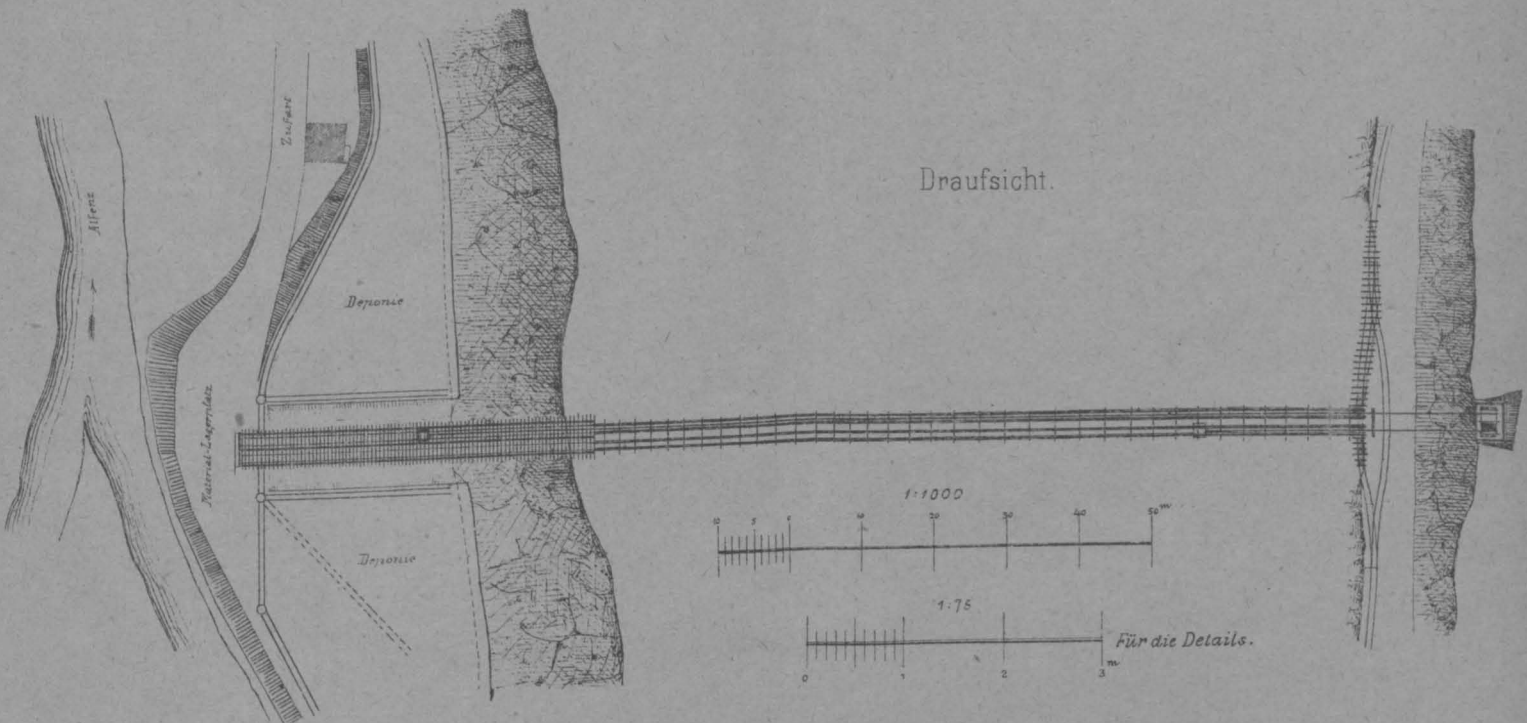 Draufsicht.
Zufart
Alfenz
Deponie
Material-Lagerplatz
Deponie
1:1000
10 5 0 10 20 30 40 50 m
1:75
Für die Details.
0 1 2 3
m